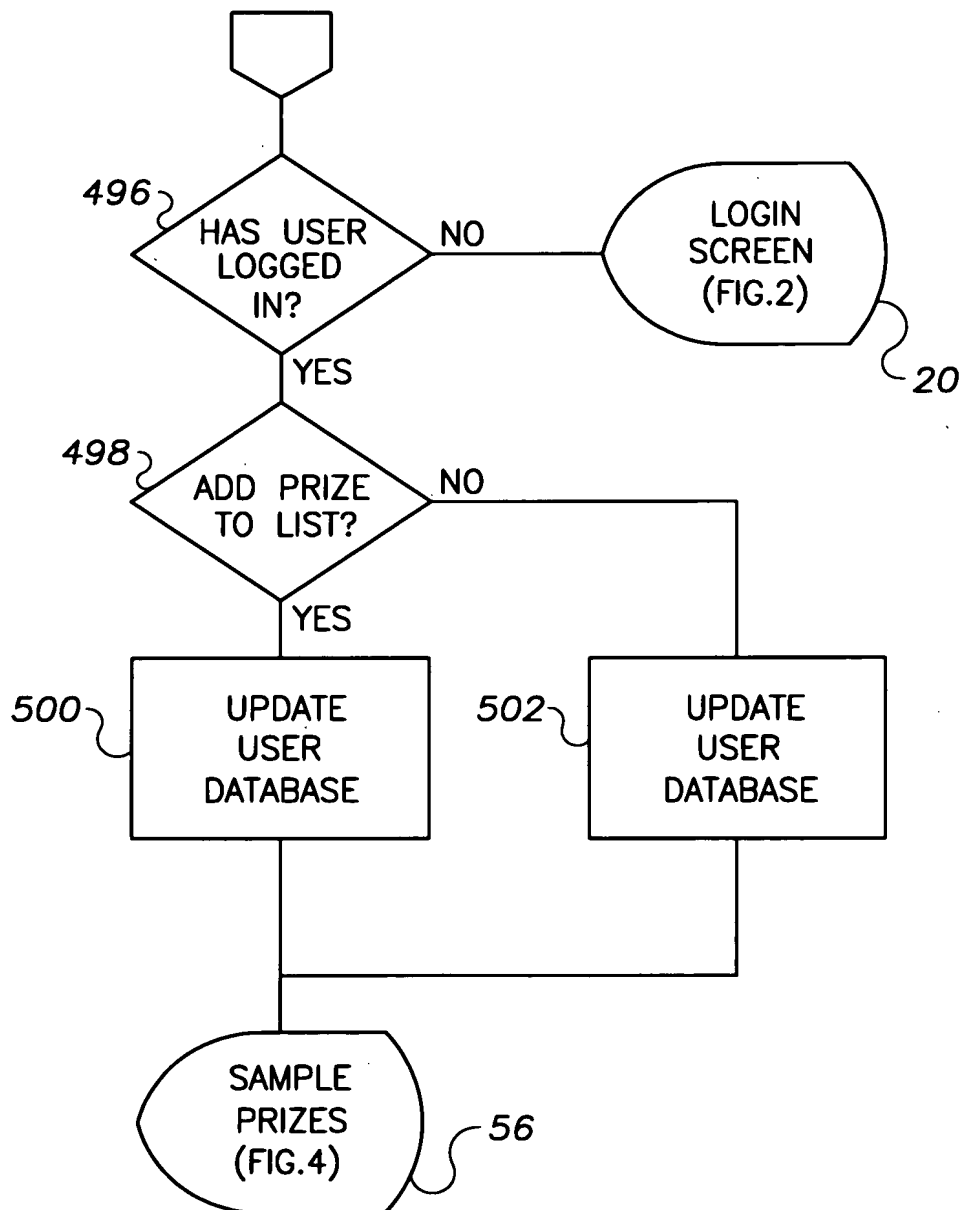 496
HAS USER
LOGGED
IN?
NO
LOGIN
SCREEN
(FIG.2)
20
YES
498
ADD PRIZE
TO LIST?
NO
YES
500
UPDATE
USER
DATABASE
502
UPDATE
USER
DATABASE
SAMPLE
PRIZES
(FIG.4)
56